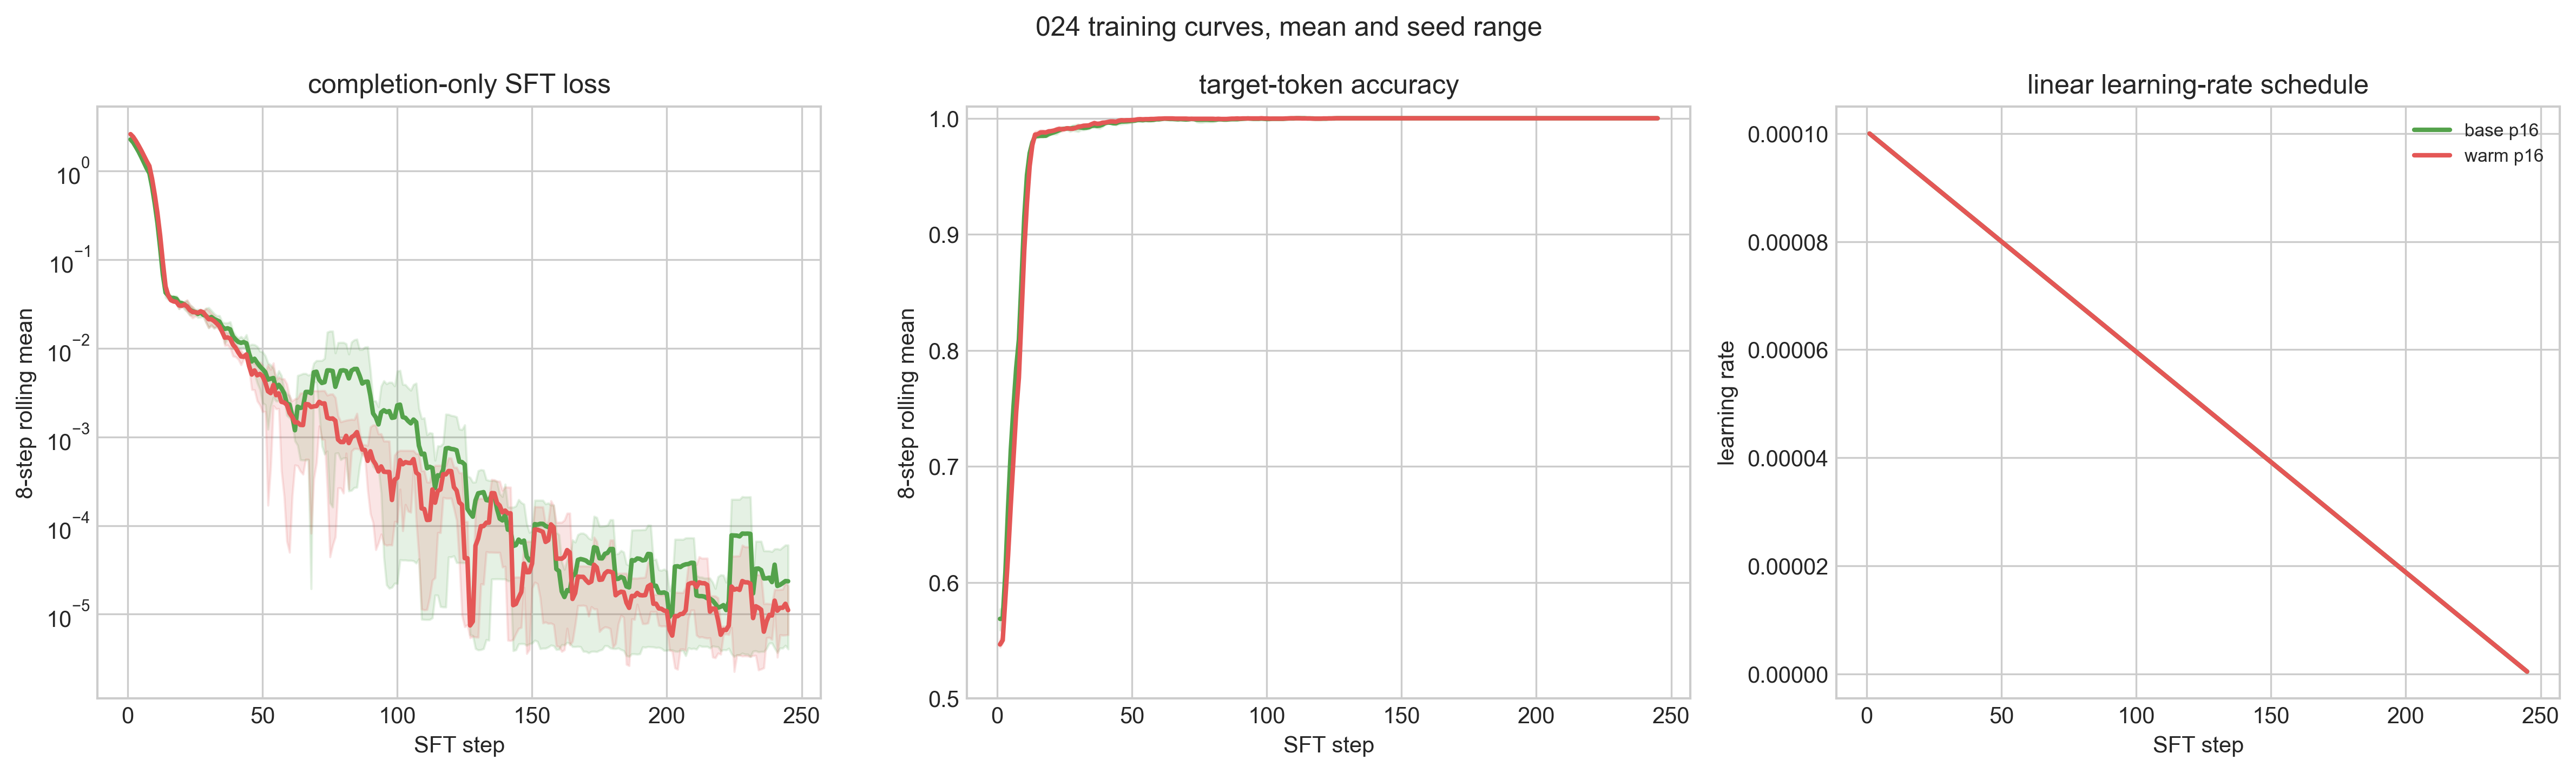 024 training curves, mean and seed range
completion-only SFT loss
10⁰
10⁻¹
10⁻²
10⁻³
10⁻⁴
10⁻⁵
8-step rolling mean
0 50 100 150 200 250
SFT step
target-token accuracy
1.0
0.9
0.8
0.7
0.6
0.5
8-step rolling mean
0 50 100 150 200 250
SFT step
linear learning-rate schedule
0.00010
0.00008
0.00006
0.00004
0.00002
0.00000
learning rate
base p16
warm p16
0 50 100 150 200 250
SFT step